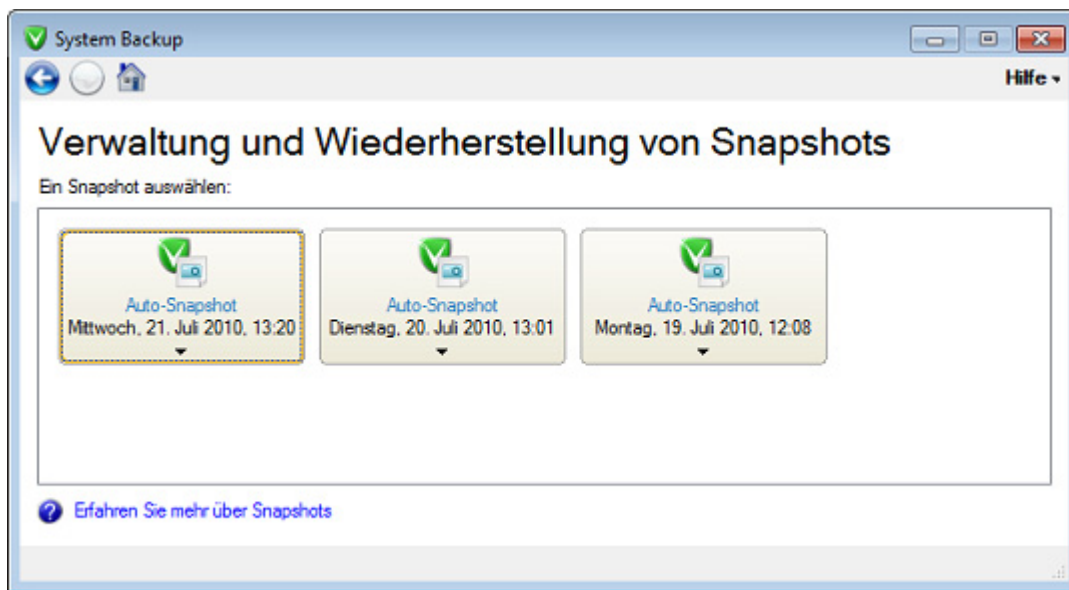 System Backup
Hilfe
Verwaltung und Wiederherstellung von Snapshots
Ein Snapshot auswählen:
Auto-Snapshot
Mittwoch, 21. Juli 2010, 13:20
Auto-Snapshot
Dienstag, 20. Juli 2010, 13:01
Auto-Snapshot
Montag, 19. Juli 2010, 12:08
Erfahren Sie mehr über Snapshots